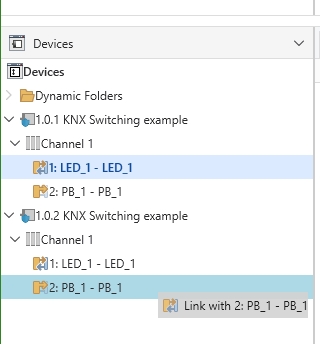 Devices
Devices
Dynamic Folders
1.0.1 KNX Switching example
Channel 1
1: LED_1 - LED_1
2: PB_1 - PB_1
1.0.2 KNX Switching example
Channel 1
1: LED_1 - LED_1
2: PB_1 - PB_1
Link with 2: PB_1 - PB_1